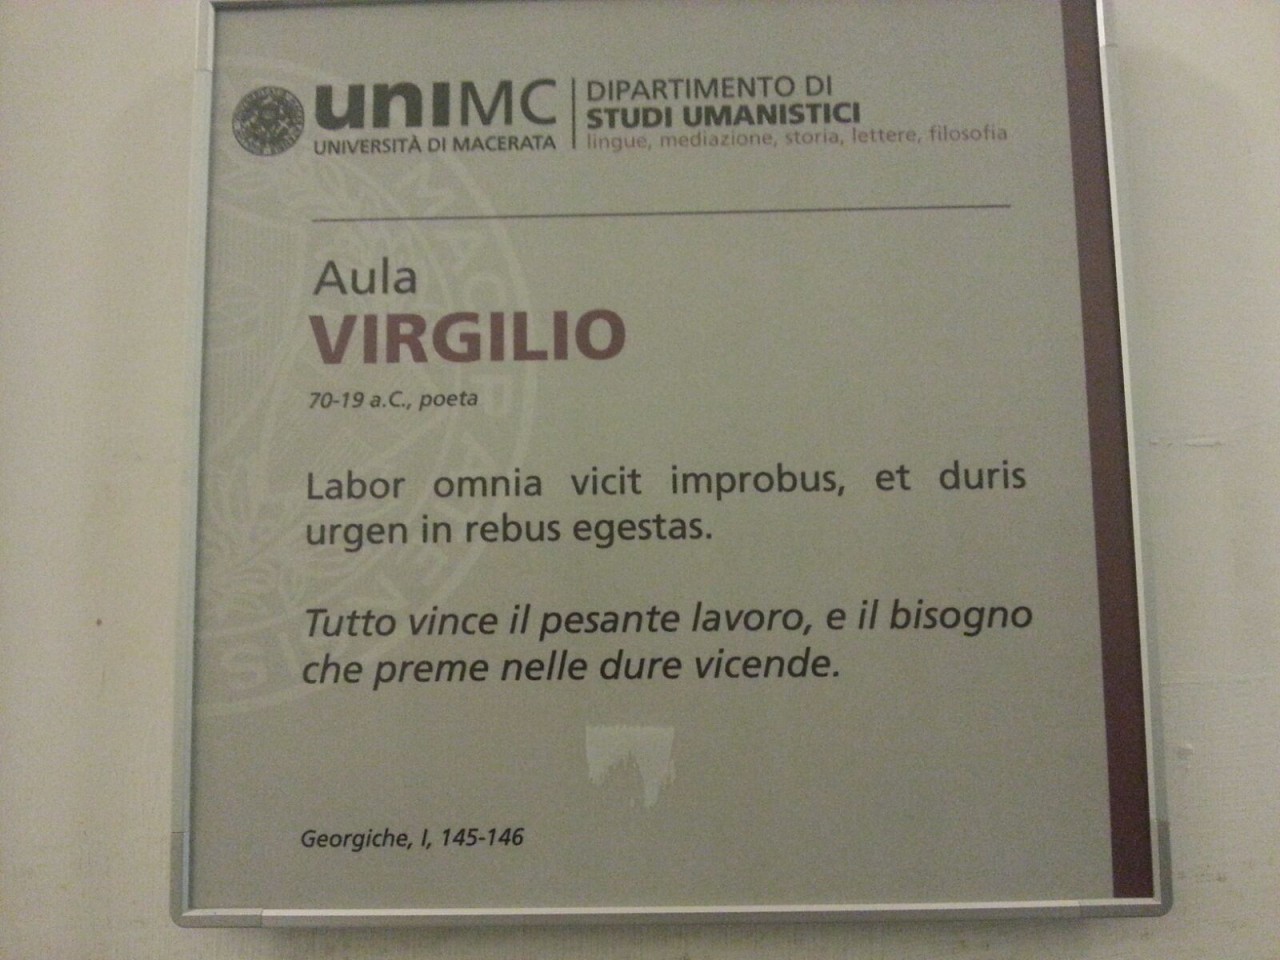 unIMC
UNIVERSITÀ DI MACERATA
DIPARTIMENTO DI
STUDI UMANISTICI
lingue, mediazione, storia, lettere, filosofia
Aula
VIRGILIO
70-19 a.C., poeta
Labor omnia vicit improbus, et duris
urgen in rebus egestas.
Tutto vince il pesante lavoro, e il bisogno
che preme nelle dure vicende.
Georgiche, I, 145-146